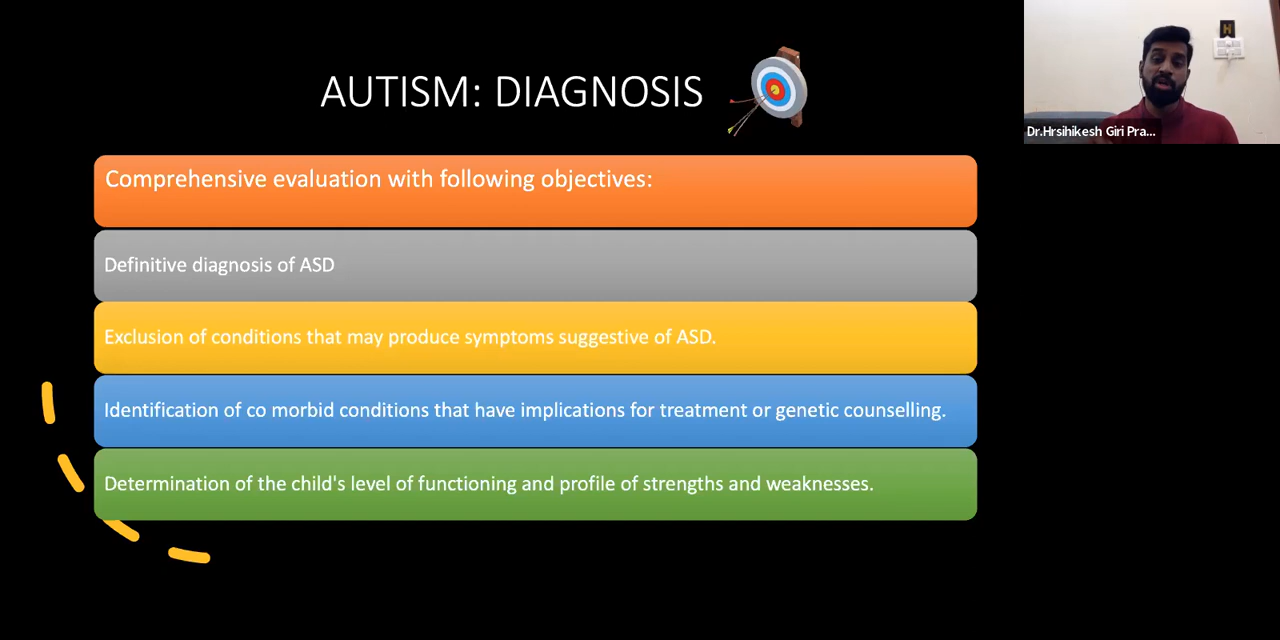 AUTISM: DIAGNOSIS
Comprehensive evaluation with following objectives:
Definitive diagnosis of ASD
Exclusion of conditions that may produce symptoms suggestive of ASD.
Identification of co morbid conditions that have implications for treatment or genetic counselling.
Determination of the child's level of functioning and profile of strengths and weaknesses.
H
Dr.Hrsihikesh Giri Pra...